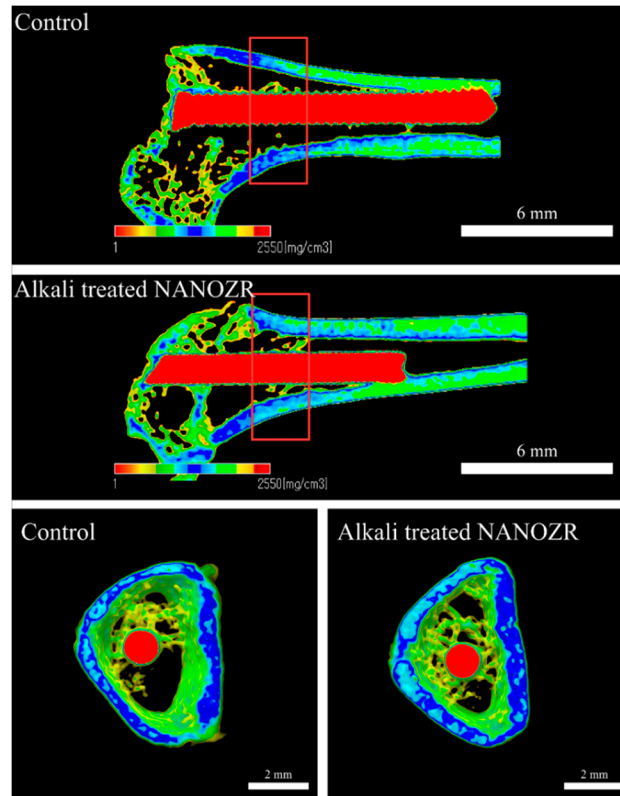 Control
1 2550[mg/cm3]
6 mm
Alkali treated NANOZR
1 2550[mg/cm3]
6 mm
Control
2 mm
Alkali treated NANOZR
2 mm